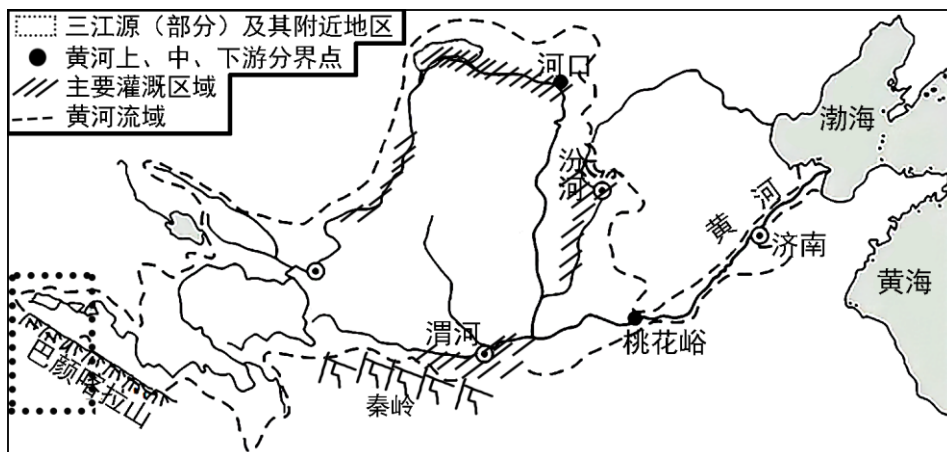 三江源（部分）及其附近地区
黄河上、中、下游分界点
主要灌溉区域
黄河流域
河口
渤海
汾河
黄河
济南
黄海
渭河
桃花峪
巴颜喀拉山
秦岭